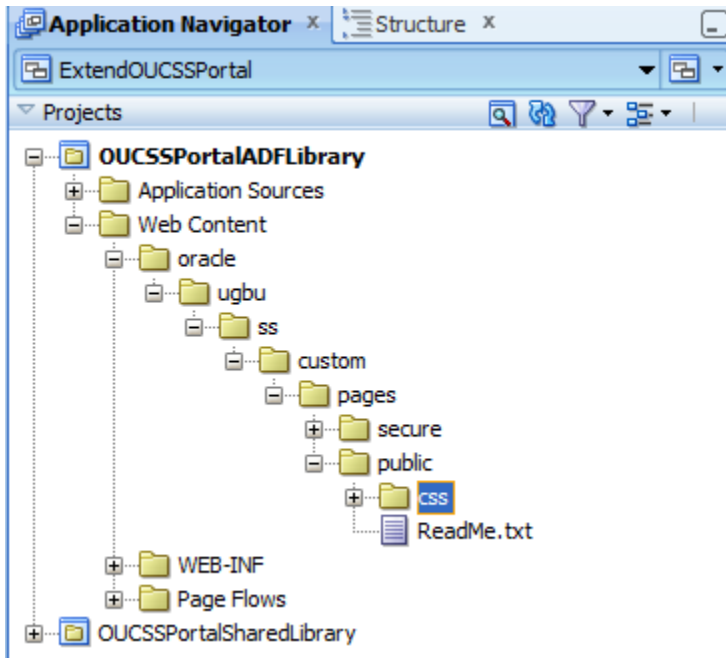 Application Navigator x Structure x
ExtendOUCSSPortal
Projects
OUCSSPortalADFLibrary
Application Sources
Web Content
oracle
ugbu
ss
custom
pages
secure
public
css
ReadMe.txt
WEB-INF
Page Flows
OUCSSPortalSharedLibrary